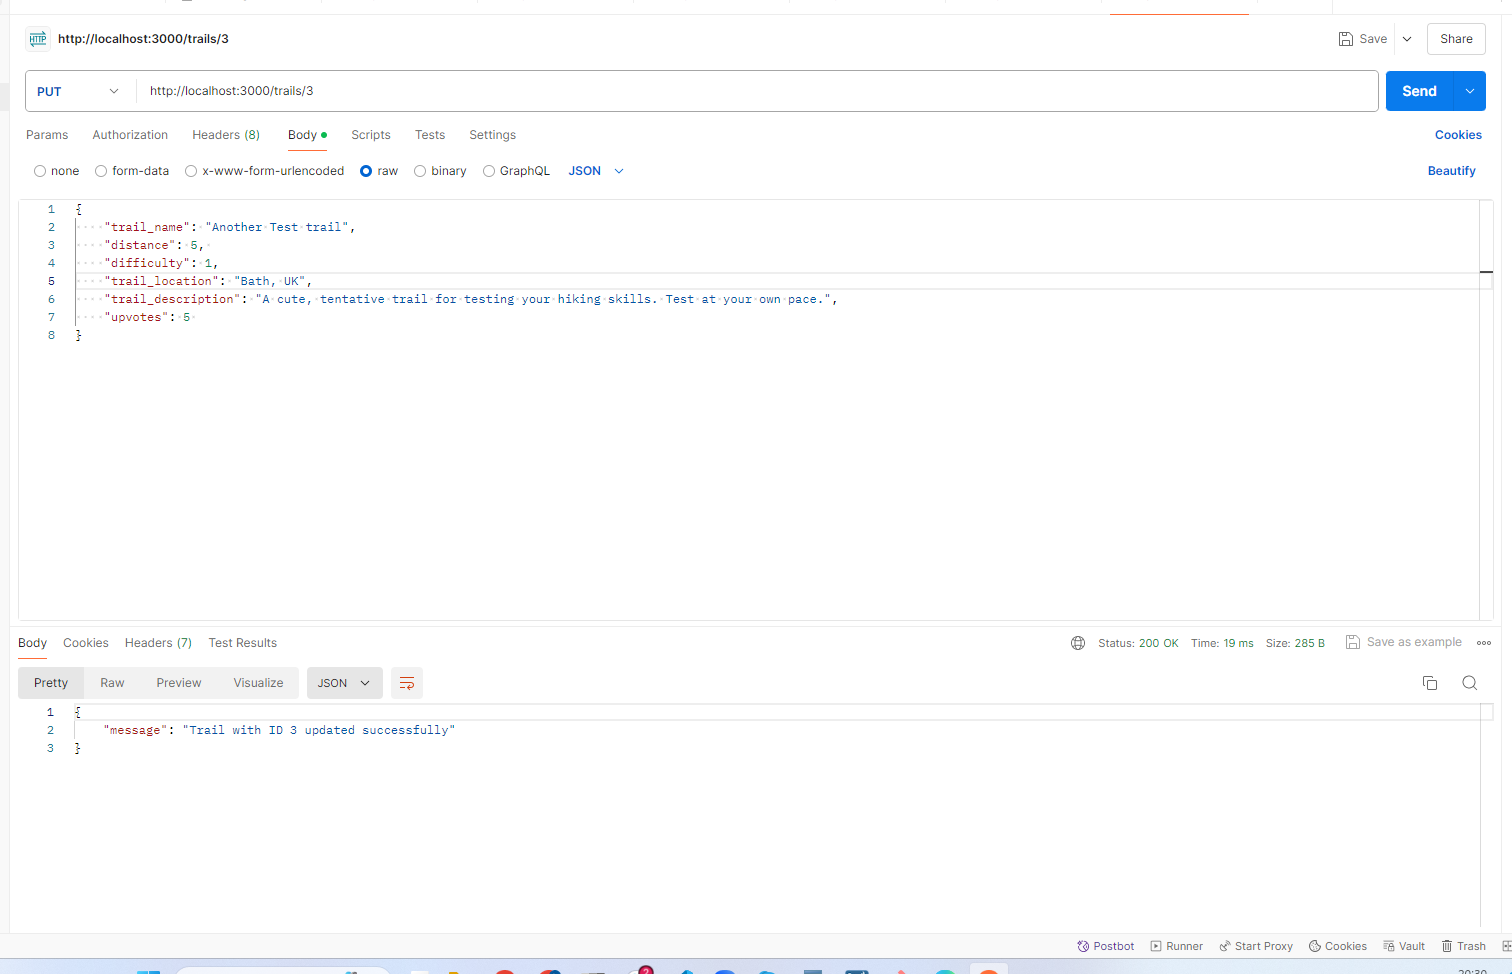 HTTP http://localhost:3000/trails/3 Save Share
PUT http://localhost:3000/trails/3 Send
Params Authorization Headers (8) Body Scripts Tests Settings Cookies
none form-data x-www-form-urlencoded raw binary GraphQL JSON Beautify
1 {
2 "trail_name": "Another Test trail",
3 "distance": 5,
4 "difficulty": 1,
5 "trail_location": "Bath, UK",
6 "trail_description": "A cute, tentative trail for testing your hiking skills. Test at your own pace.",
7 "upvotes": 5
8 }
Body Cookies Headers (7) Test Results Status: 200 OK Time: 19 ms Size: 285 B Save as example
Pretty Raw Preview Visualize JSON
1 {
2 "message": "Trail with ID 3 updated successfully"
3 }
Postbot Runner Start Proxy Cookies Vault Trash
2
20:30